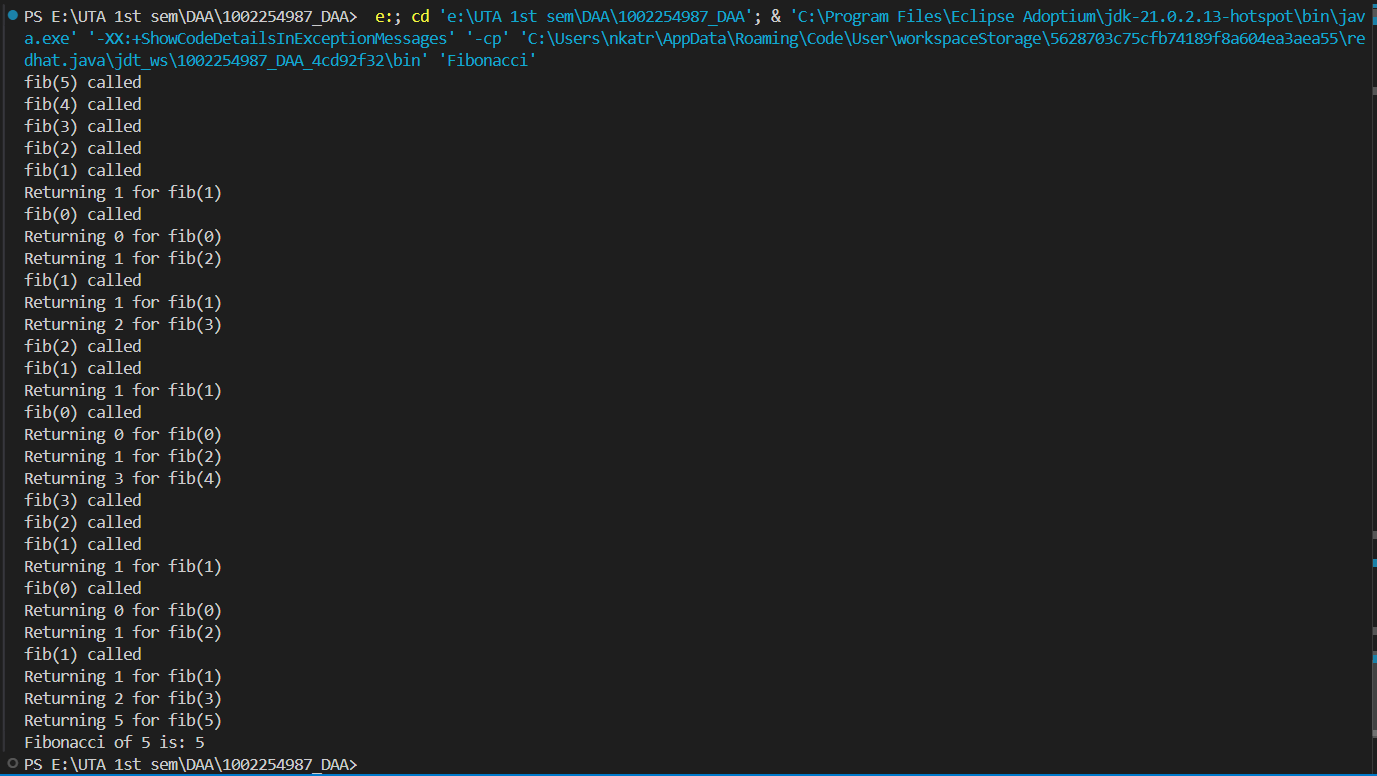 PS E:\UTA 1st sem\DAA\1002254987_DAA>  e:; cd 'e:\UTA 1st sem\DAA\1002254987_DAA'; & 'C:\Program Files\Eclipse Adoptium\jdk-21.0.2.13-hotspot\bin\jav
a.exe' '-XX:+ShowCodeDetailsInExceptionMessages' '-cp' 'C:\Users\nkatr\AppData\Roaming\Code\User\workspaceStorage\5628703c75cfb74189f8a604ea3aea55\re
dhat.java\jdt_ws\1002254987_DAA_4cd92f32\bin' 'Fibonacci'
fib(5) called
fib(4) called
fib(3) called
fib(2) called
fib(1) called
Returning 1 for fib(1)
fib(0) called
Returning 0 for fib(0)
Returning 1 for fib(2)
fib(1) called
Returning 1 for fib(1)
Returning 2 for fib(3)
fib(2) called
fib(1) called
Returning 1 for fib(1)
fib(0) called
Returning 0 for fib(0)
Returning 1 for fib(2)
Returning 3 for fib(4)
fib(3) called
fib(2) called
fib(1) called
Returning 1 for fib(1)
fib(0) called
Returning 0 for fib(0)
Returning 1 for fib(2)
fib(1) called
Returning 1 for fib(1)
Returning 2 for fib(3)
Returning 5 for fib(5)
Fibonacci of 5 is: 5
PS E:\UTA 1st sem\DAA\1002254987_DAA>